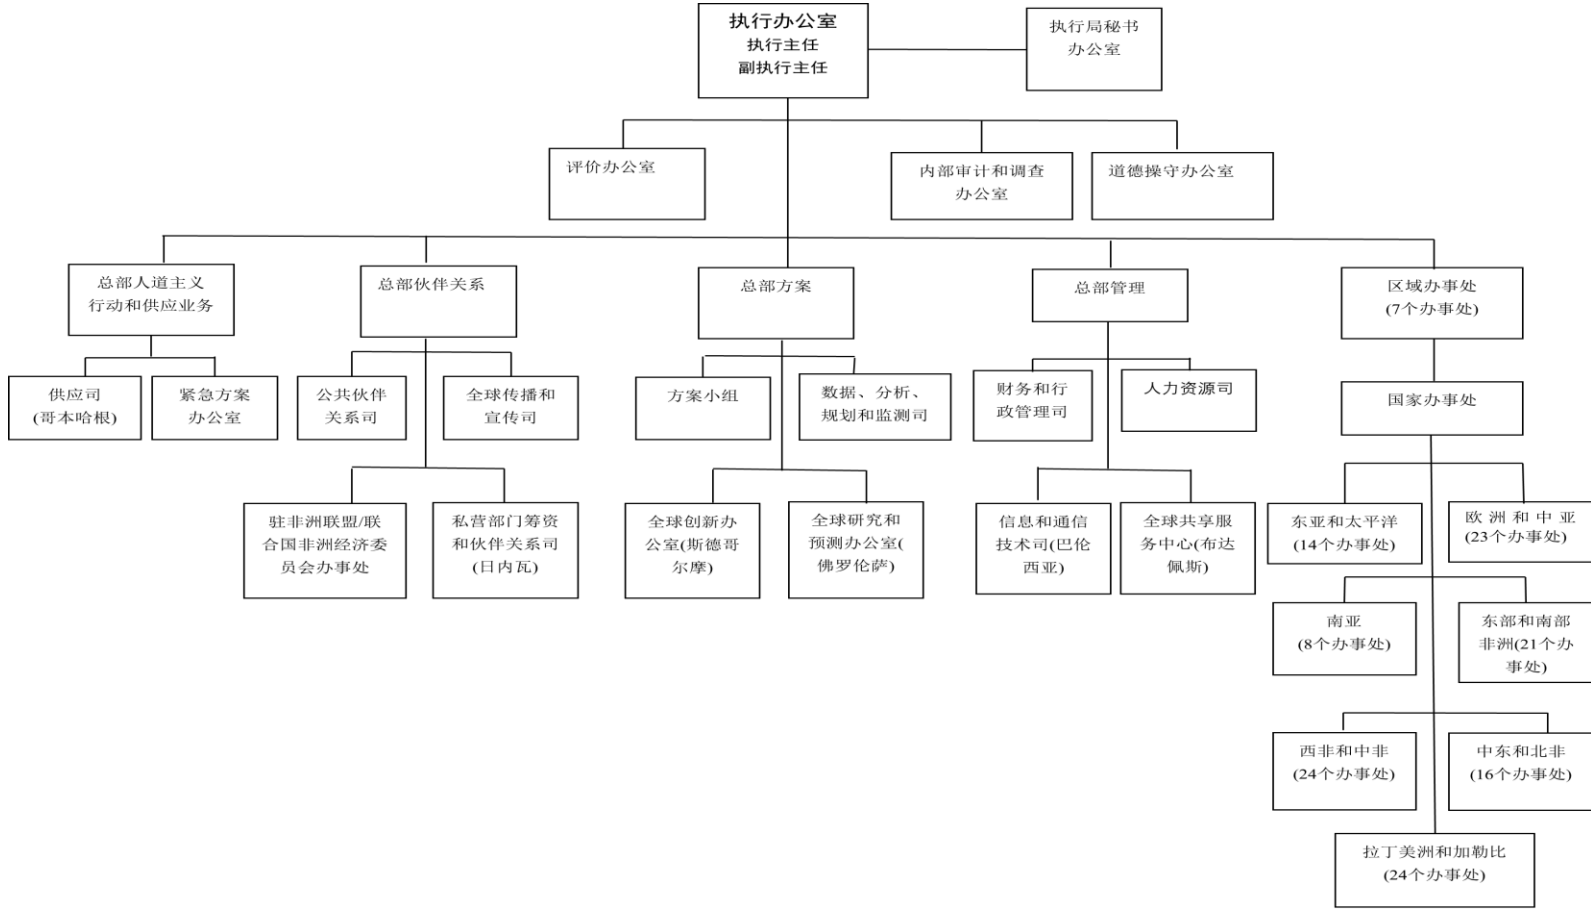 执行办公室
执行主任
副执行主任
执行局秘书
办公室
评价办公室
内部审计和调查
办公室
道德操守办公室
总部人道主义
行动和供应业务
总部伙伴关系
总部方案
总部管理
区域办事处
(7个办事处)
供应司
(哥本哈根)
紧急方案
办公室
公共伙伴
关系司
全球传播和
宣传司
方案小组
数据、分析、
规划和监测司
财务和行
政管理司
人力资源司
国家办事处
驻非洲联盟/联
合国非洲经济委
员会办事处
私营部门筹资
和伙伴关系司
(日内瓦)
全球创新办
公室(斯德哥
尔摩)
全球研究和
预测办公室(
佛罗伦萨)
信息和通信
技术司(巴伦
西亚)
全球共享服
务中心(布达
佩斯)
东亚和太平洋
(14个办事处)
欧洲和中亚
(23个办事处)
南亚
(8个办事处)
东部和南部
非洲(21个办
事处)
西非和中非
(24个办事处)
中东和北非
(16个办事处)
拉丁美洲和加勒比
(24个办事处)